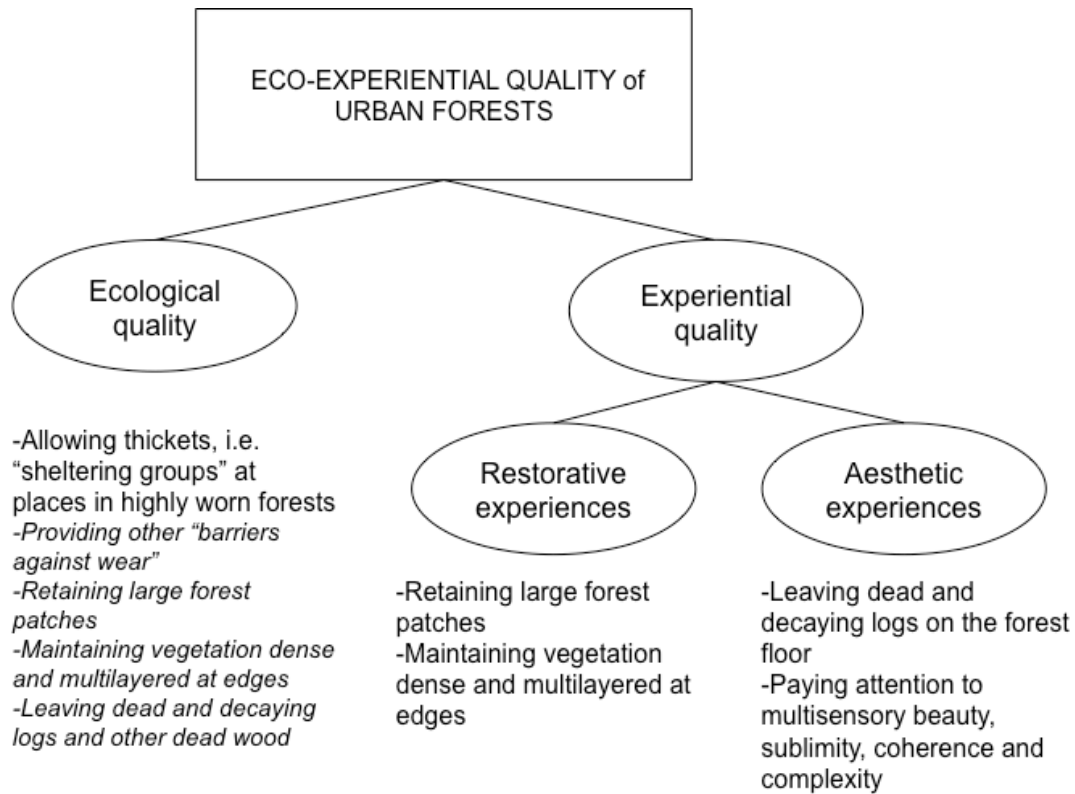 ECO-EXPERIENTIAL QUALITY of
URBAN FORESTS
Ecological
quality
Experiential
quality
-Allowing thickets, i.e.
“sheltering groups” at
places in highly worn forests
-Providing other “barriers
against wear”
-Retaining large forest
patches
-Maintaining vegetation dense
and multilayered at edges
-Leaving dead and decaying
logs and other dead wood
Restorative
experiences
-Retaining large forest
patches
-Maintaining vegetation
dense and multilayered at
edges
Aesthetic
experiences
-Leaving dead and
decaying logs on the forest
floor
-Paying attention to
multisensory beauty,
sublimity, coherence and
complexity